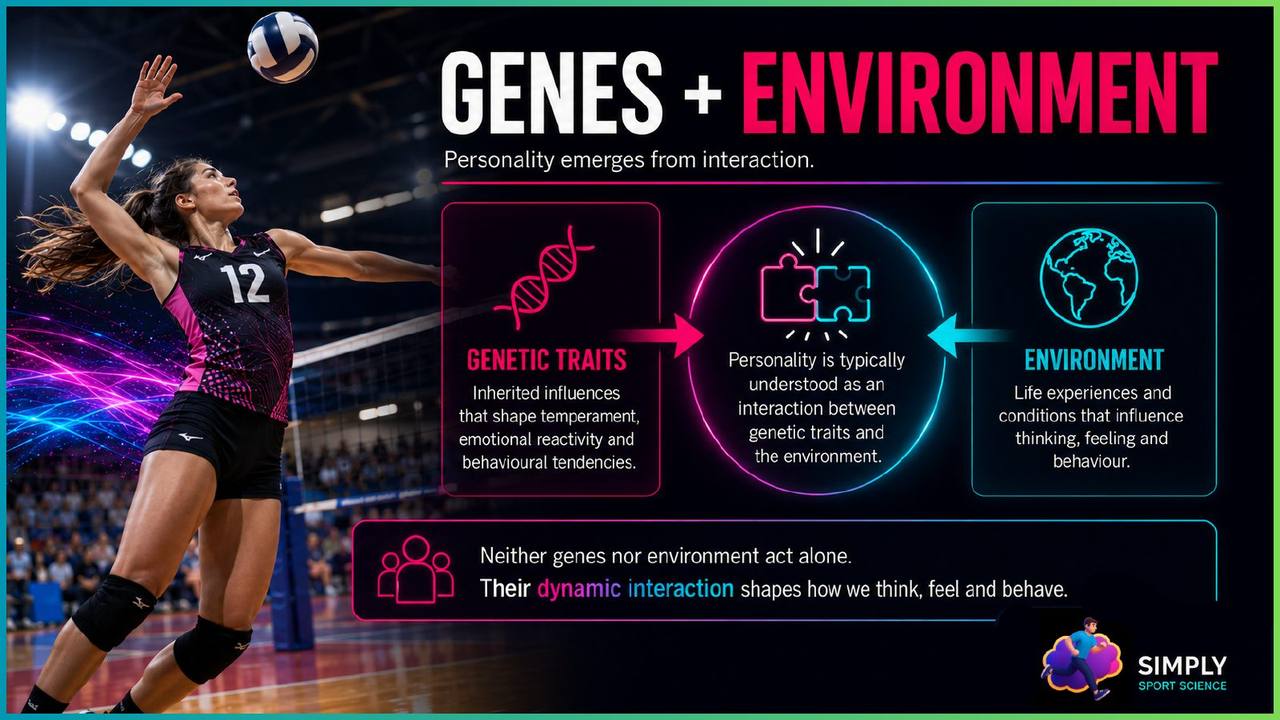 GENES + ENVIRONMENT
Personality emerges from interaction.
12
GENETIC TRAITS
Inherited influences
that shape temperament,
emotional reactivity and
behavioural tendencies.
Personality is typically
understood as an
interaction between
genetic traits and
the environment.
ENVIRONMENT
Life experiences and
conditions that influence
thinking, feeling and
behaviour.
Neither genes nor environment act alone.
Their dynamic interaction shapes how we think, feel and behave.
SIMPLY
SPORT SCIENCE